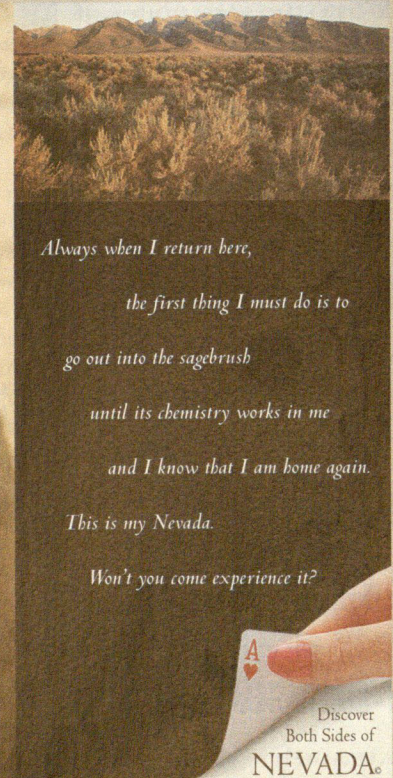 Always when I return here,
the first thing I must do is to
go out into the sagebrush
until its chemistry works in me
and I know that I am home again.
This is my Nevada.
Won't you come experience it?
A
Discover
Both Sides of
NEVADA®